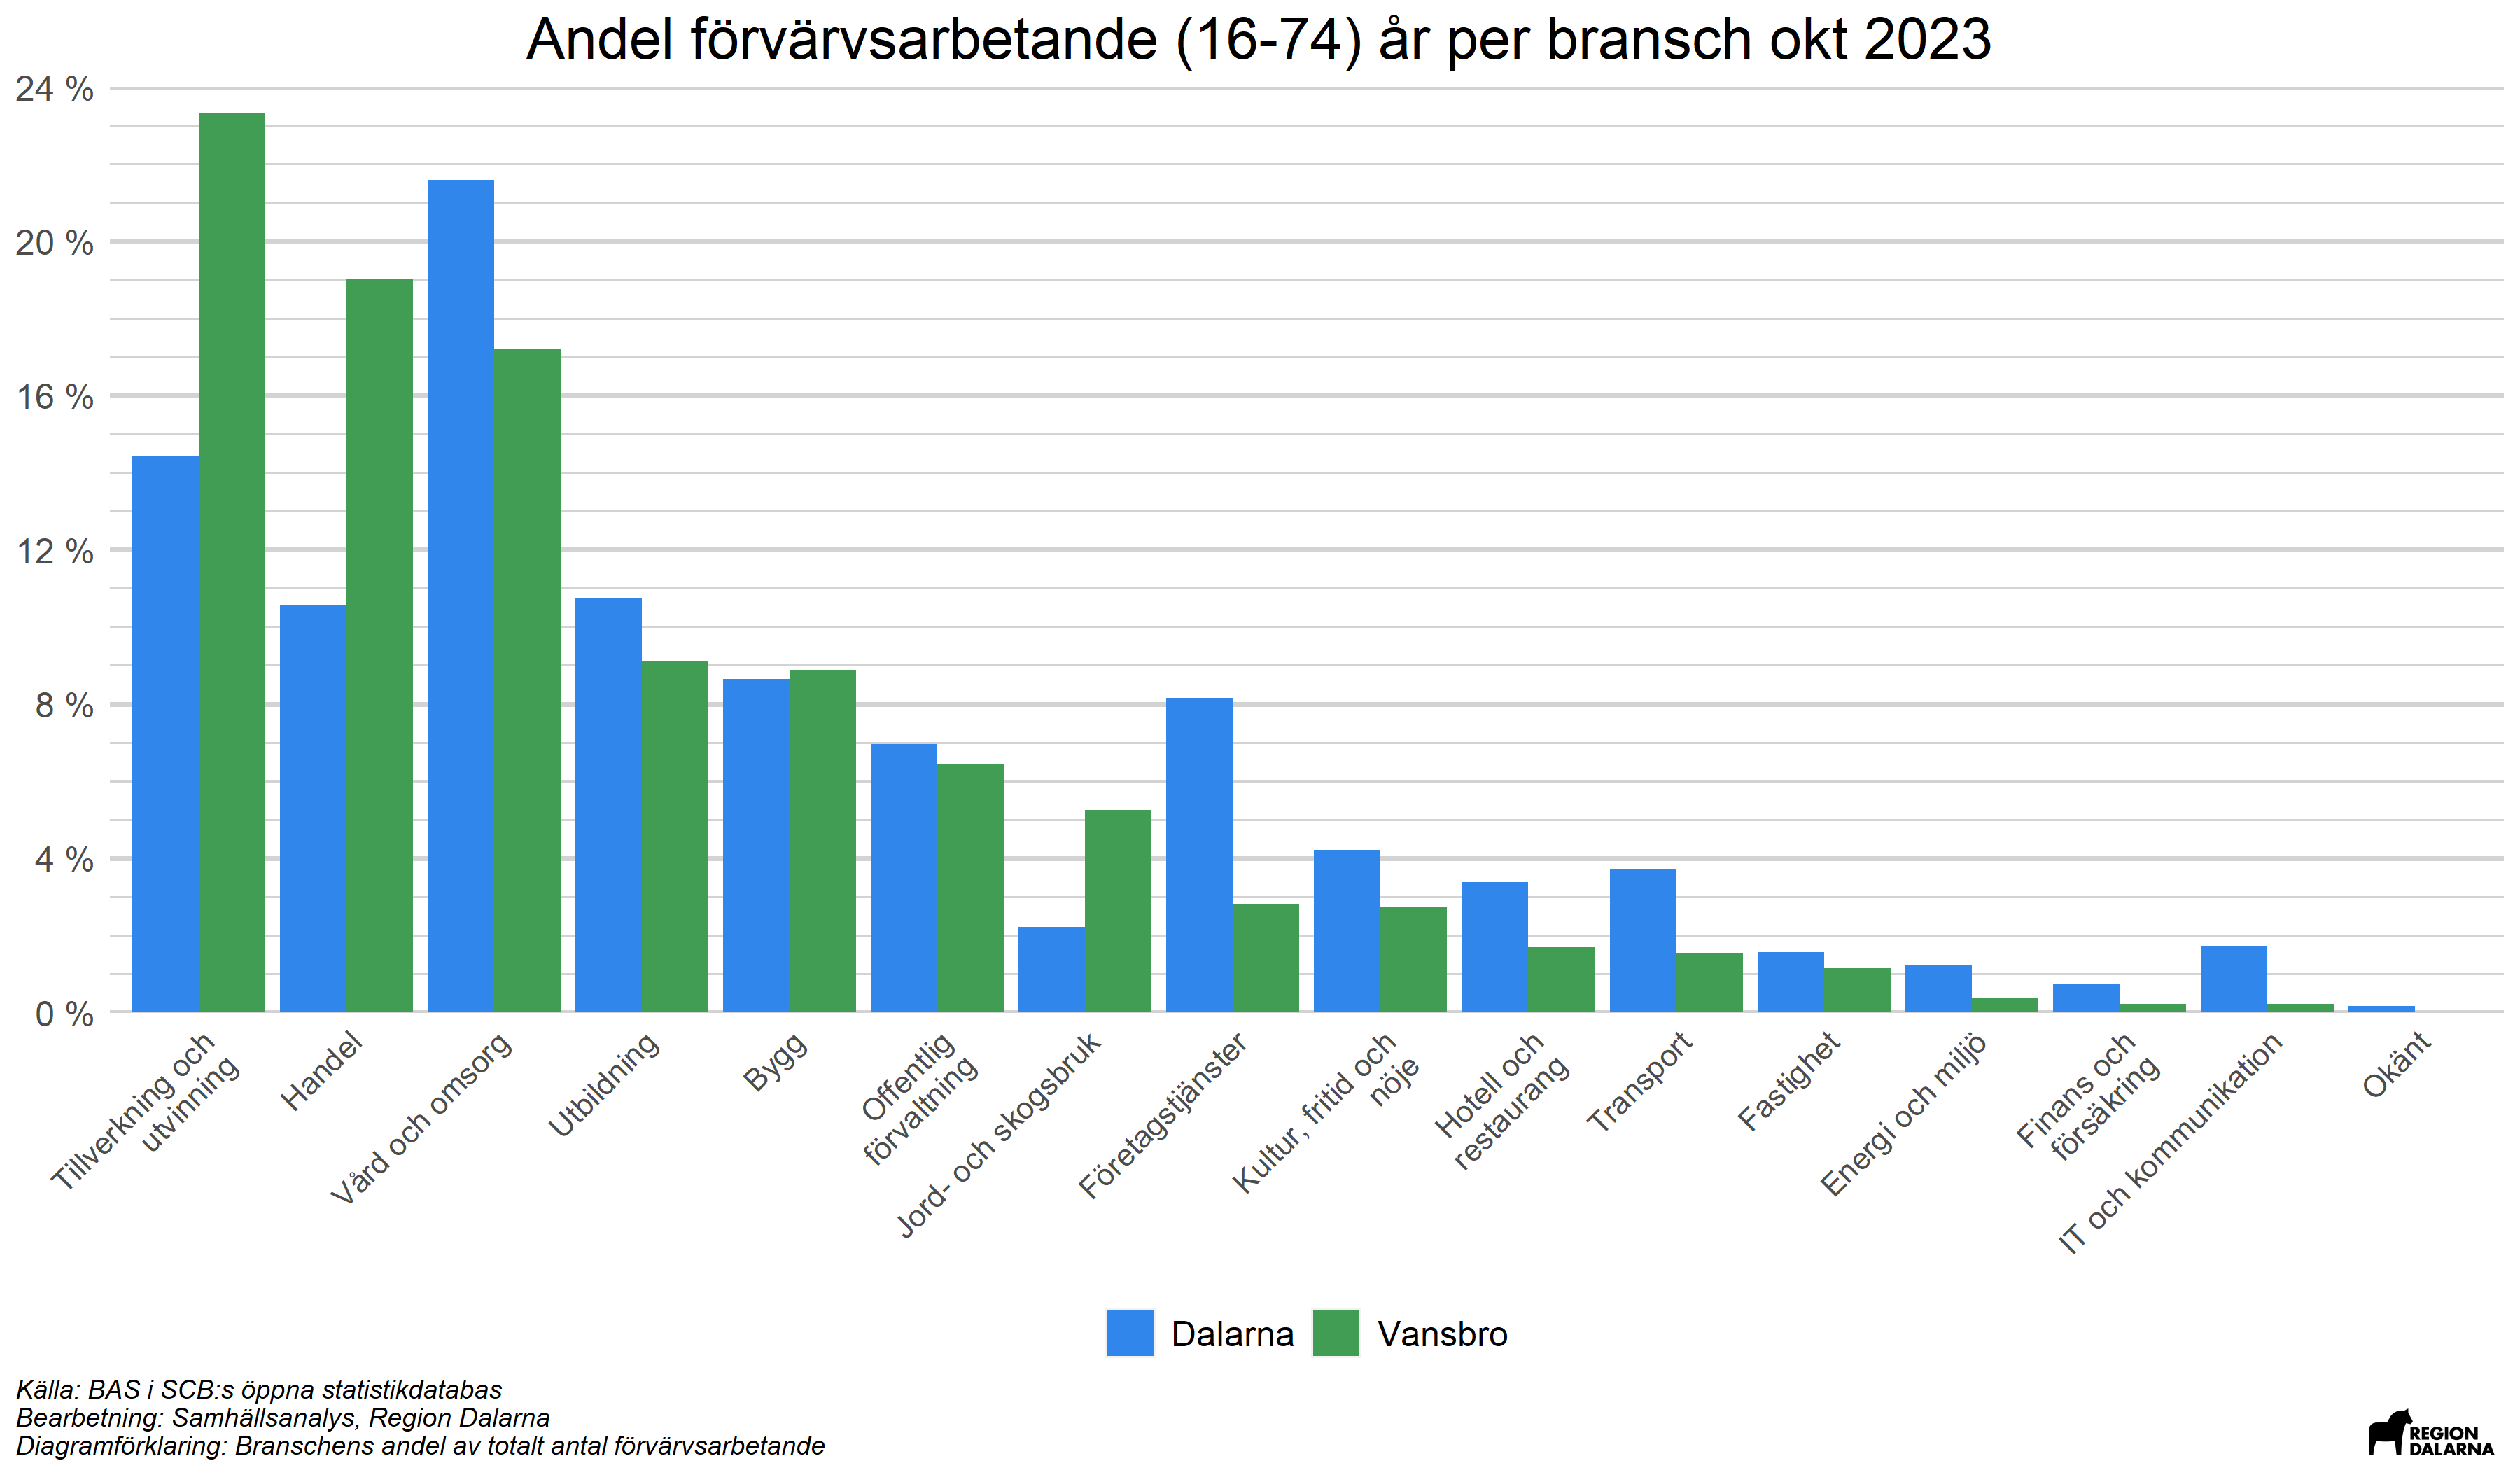 Andel förvärvsarbetande (16-74) år per bransch okt 2023
24 %
20 %
16 %
12 %
8 %
4 %
0 %
Tillverkning och
utvinning
Handel
Vård och omsorg
Utbildning
Bygg
Offentlig
förvaltning
Jord- och skogsbruk
Företagstjänster
Kultur, fritid och
nöje
Hotell och
restaurang
Transport
Fastighet
Energi och miljö
Finans och
försäkring
IT och kommunikation
Okänt
Dalarna
Vansbro
Källa: BAS i SCB:s öppna statistikdatabas
Bearbetning: Samhällsanalys, Region Dalarna
Diagramförklaring: Branschens andel av totalt antal förvärvsarbetande
REGION
DALARNA